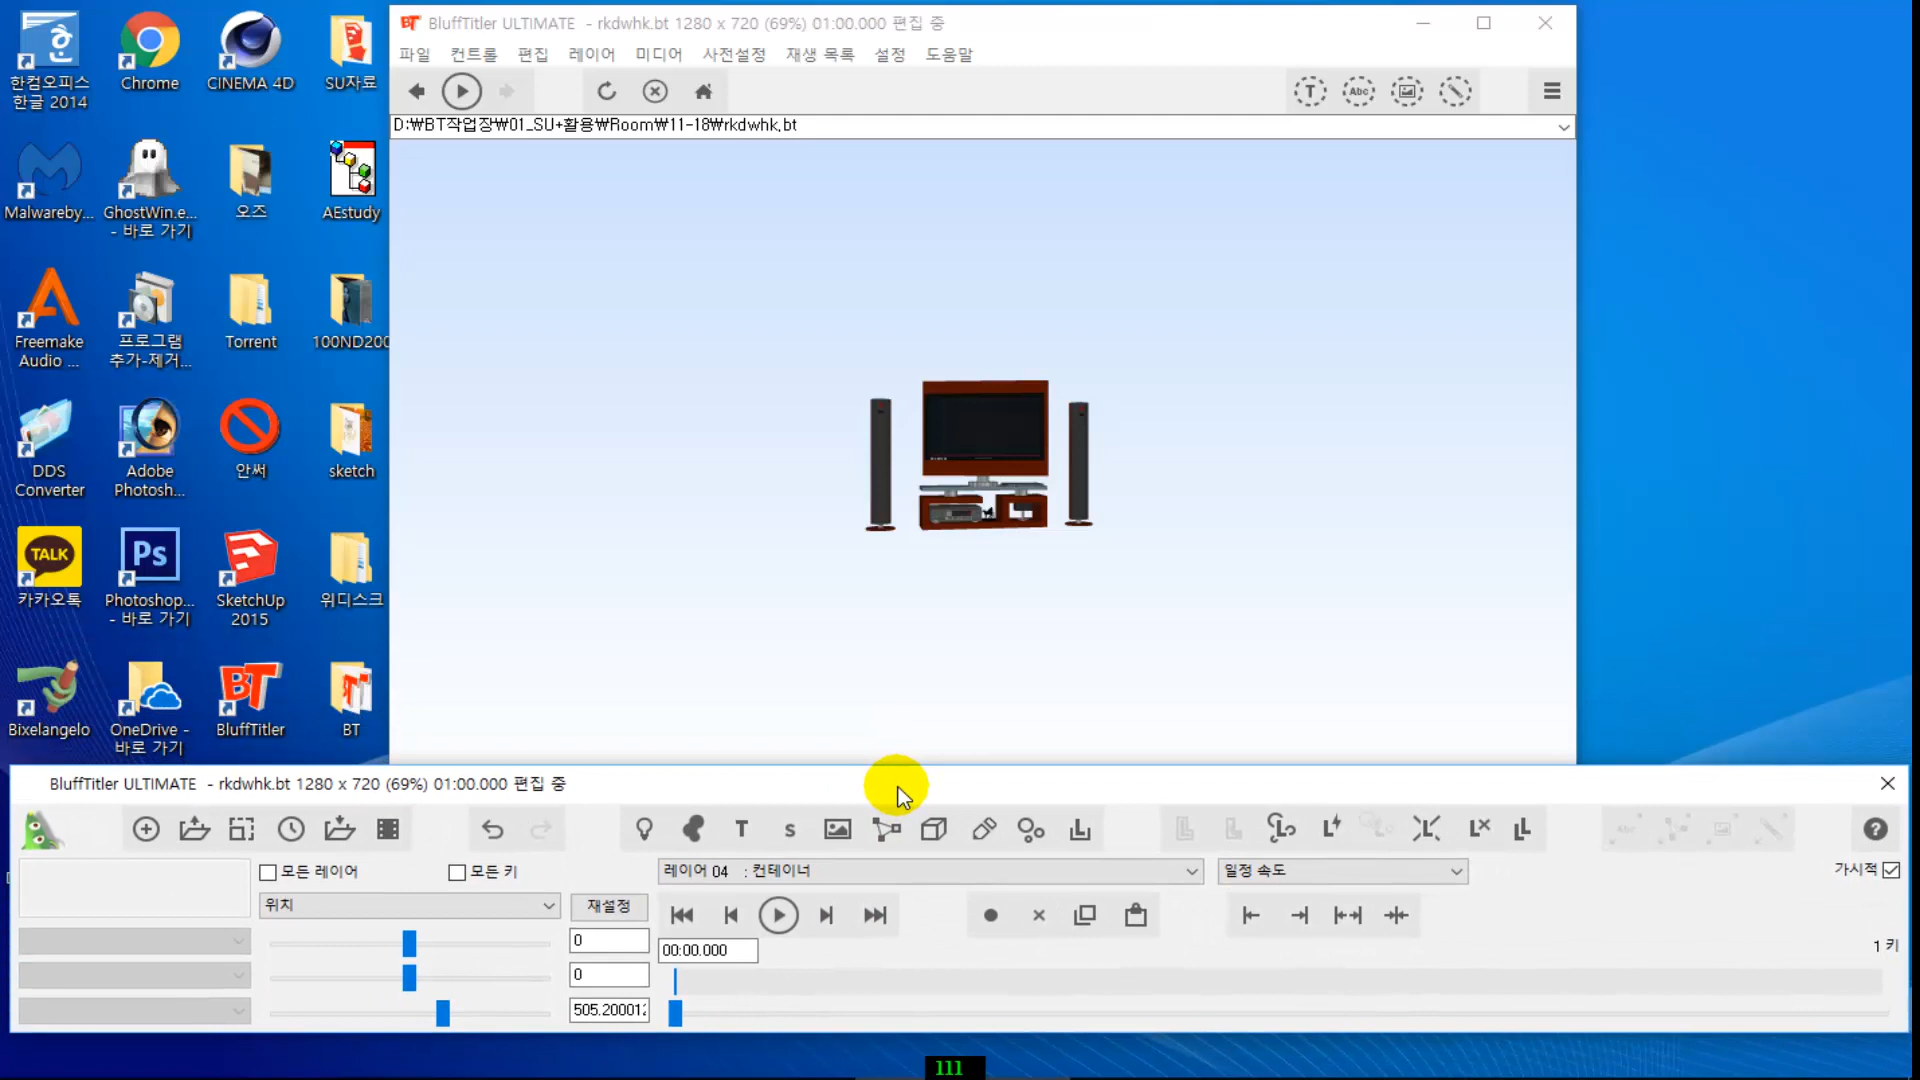 한컴오피스
한글 2014
Chrome
CINEMA 4D
SU자료
Malwareby...
GhostWin.e...
- 바로 가기
오즈
AEstudy
Freemake
Audio ...
프로그램
추가-제거...
Torrent
100ND200
DDS
Converter
Adobe
Photosh...
안써
sketch
TALK
카카오톡
Ps
Photoshop...
- 바로 가기
SketchUp
2015
위디스크
Bixelangelo
OneDrive -
바로 가기
BT
BluffTitler
BT
BT BluffTitler ULTIMATE - rkdwhk.bt 1280 x 720 (69%) 01:00.000 편집 중
파일 컨트롤 편집 레이어 미디어 사전설정 재생 목록 설정 도움말
T Abc
D:₩BT작업장₩01_SU+활용₩Room₩11-18₩rkdwhk.bt
BluffTitler ULTIMATE - rkdwhk.bt 1280 x 720 (69%) 01:00.000 편집 중
T S
모든 레이어 모든 키 레이어 04 : 컨테이너 일정 속도 가시적
위치 재설정
0 00:00.000 1 키
0
505.200012
111